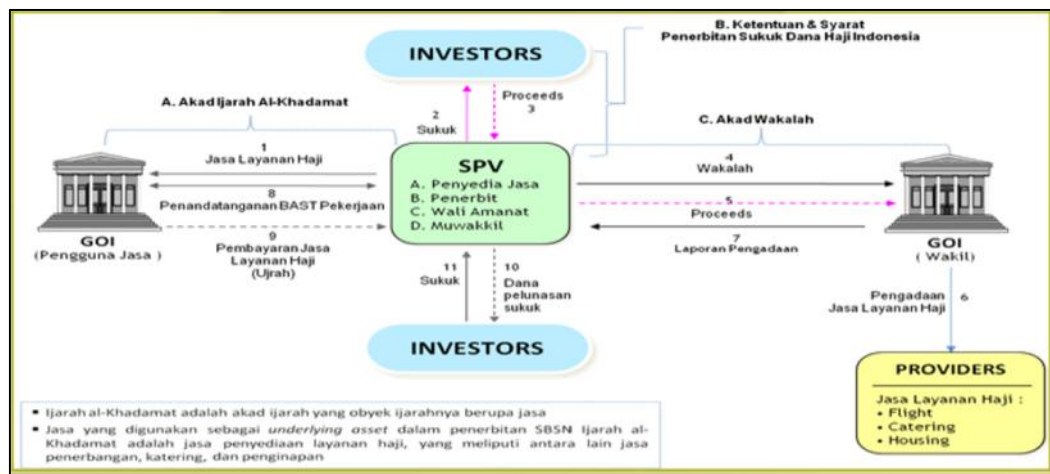 B. Ketentuan & Syarat
Penerbitan Sukuk Dana Haji Indonesia
INVESTORS
A. Akad Ijarah Al-Khadamat
2
Sukuk
Proceeds
3
C. Akad Wakalah
1
Jasa Layanan Haji
SPV
A. Penyedia Jasa
B. Penerbit
C. Wali Amanat
D. Muwakkil
4
Wakalah
8
Penandatanganan BAST Pekerjaan
5
Proceeds
GOI
(Pengguna Jasa )
9
Pembayaran Jasa
Layanan Haji
(Ujrah)
7
Laporan Pengadaan
GOI
( Wakil)
11
Sukuk
10
Dana
pelunasan
sukuk
Pengadaan
Jasa Layanan Haji
6
INVESTORS
PROVIDERS
Jasa Layanan Haji :
• Flight
• Catering
• Housing
▪ Ijarah al-Khadamat adalah akad ijarah yang obyek ijarahnya berupa jasa
▪ Jasa yang digunakan sebagai underlying asset dalam penerbitan SBSN Ijarah al-
Khadamat adalah jasa penyediaan layanan haji, yang meliputi antara lain jasa
penerbangan, katering, dan penginapan